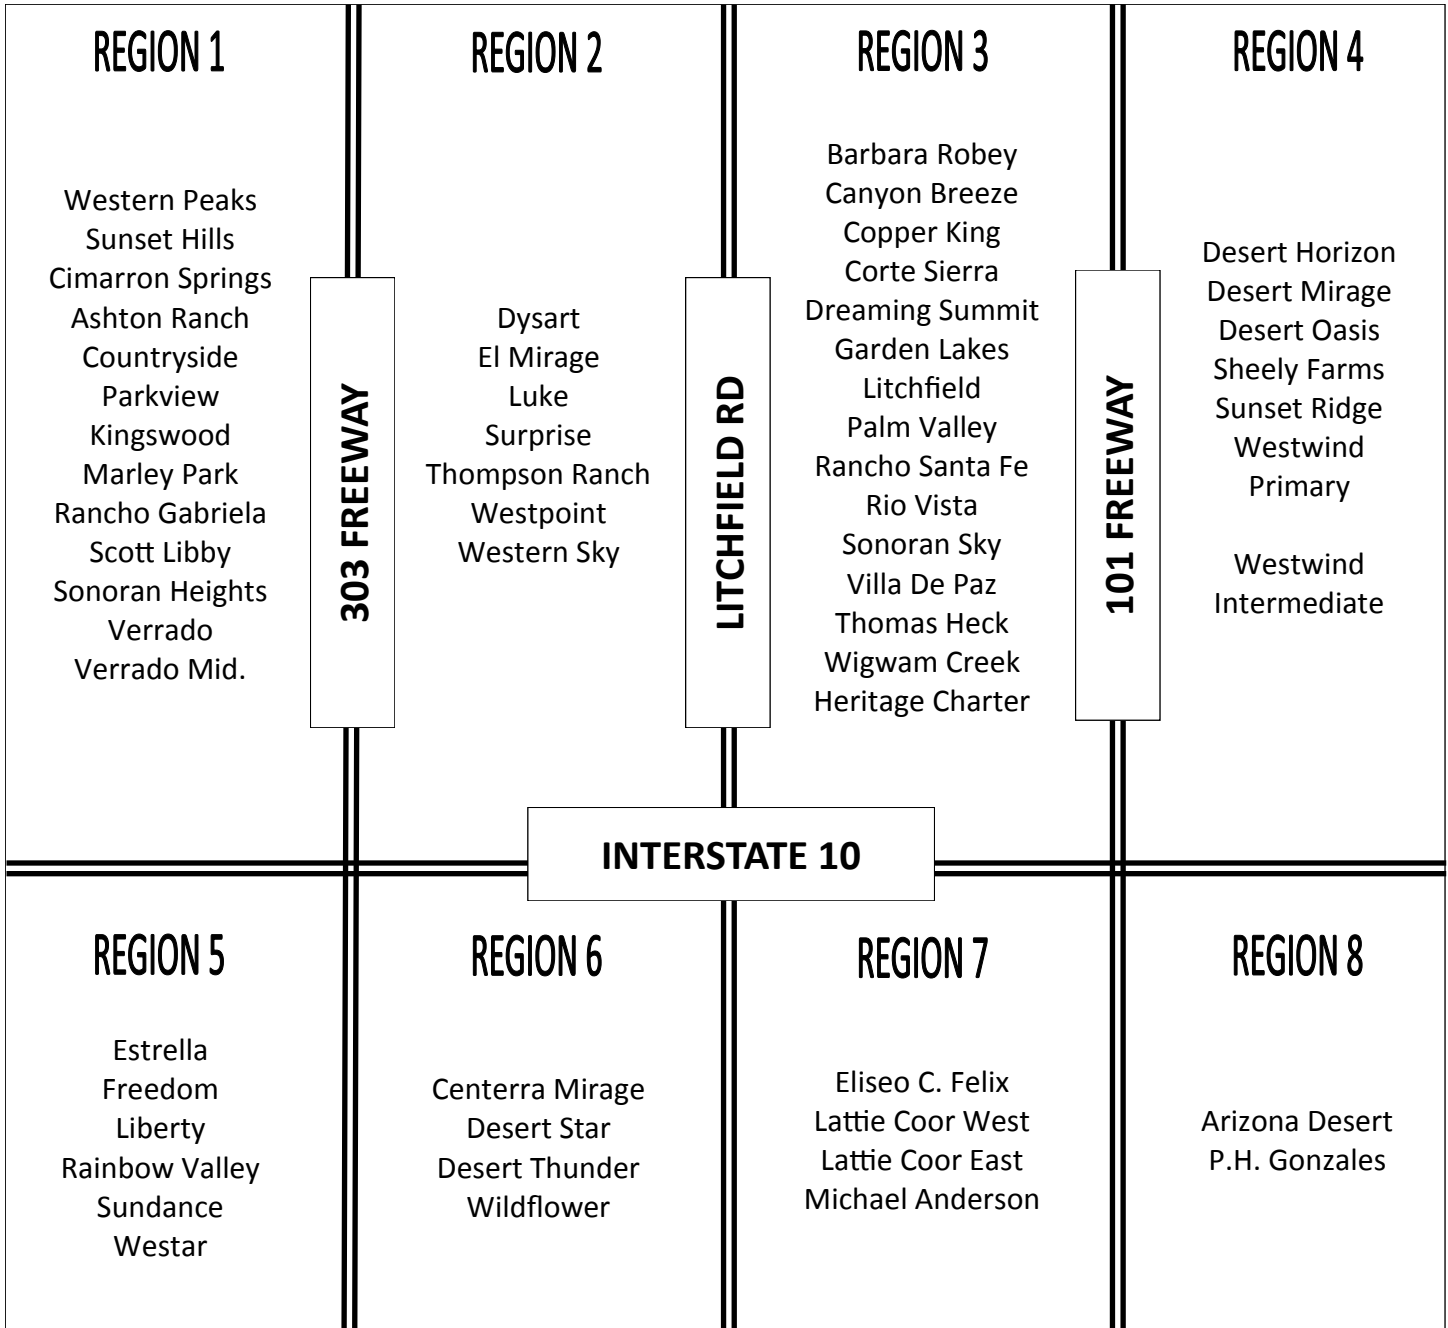 REGION 1
Western Peaks
Sunset Hills
Cimarron Springs
Ashton Ranch
Countryside
Parkview
Kingswood
Marley Park
Rancho Gabriela
Scott Libby
Sonoran Heights
Verrado
Verrado Mid.
303 FREEWAY
REGION 2
Dysart
El Mirage
Luke
Surprise
Thompson Ranch
Westpoint
Western Sky
LITCHFIELD RD
REGION 3
Barbara Robey
Canyon Breeze
Copper King
Corte Sierra
Dreaming Summit
Garden Lakes
Litchfield
Palm Valley
Rancho Santa Fe
Rio Vista
Sonoran Sky
Villa De Paz
Thomas Heck
Wigwam Creek
Heritage Charter
101 FREEWAY
REGION 4
Desert Horizon
Desert Mirage
Desert Oasis
Sheely Farms
Sunset Ridge
Westwind
Primary
Westwind
Intermediate
INTERSTATE 10
REGION 5
Estrella
Freedom
Liberty
Rainbow Valley
Sundance
Westar
REGION 6
Centerra Mirage
Desert Star
Desert Thunder
Wildflower
REGION 7
Eliseo C. Felix
Lattie Coor West
Lattie Coor East
Michael Anderson
REGION 8
Arizona Desert
P.H. Gonzales